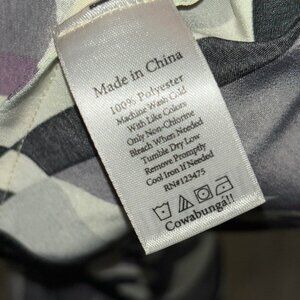 Made in China
100% Polyester
Machine Wash Cold
With Like Colors
Only Non-Chlorine
Bleach When Needed
Tumble Dry Low
Remove Promptly
Cool Iron if Needed
RN#123475
Cowabunga!!